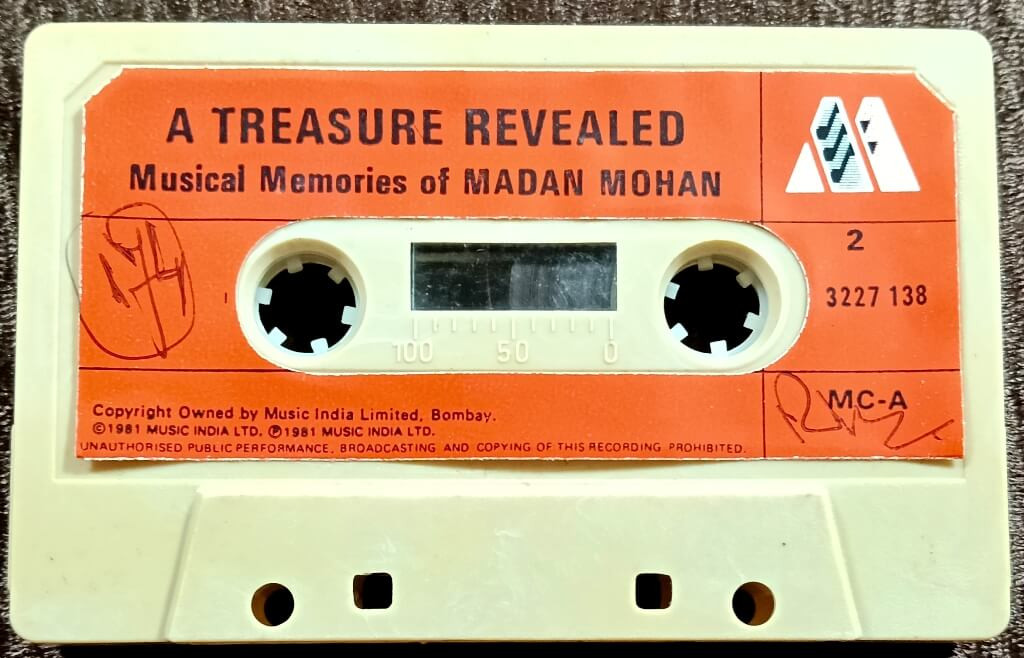 A TREASURE REVEALED
Musical Memories of MADAN MOHAN
2
3227 138
174
100 50 0
MC-A
Copyright Owned by Music India Limited, Bombay.
©1981 MUSIC INDIA LTD. ℗1981 MUSIC INDIA LTD.
UNAUTHORISED PUBLIC PERFORMANCE, BROADCASTING AND COPYING OF THIS RECORDING PROHIBITED.